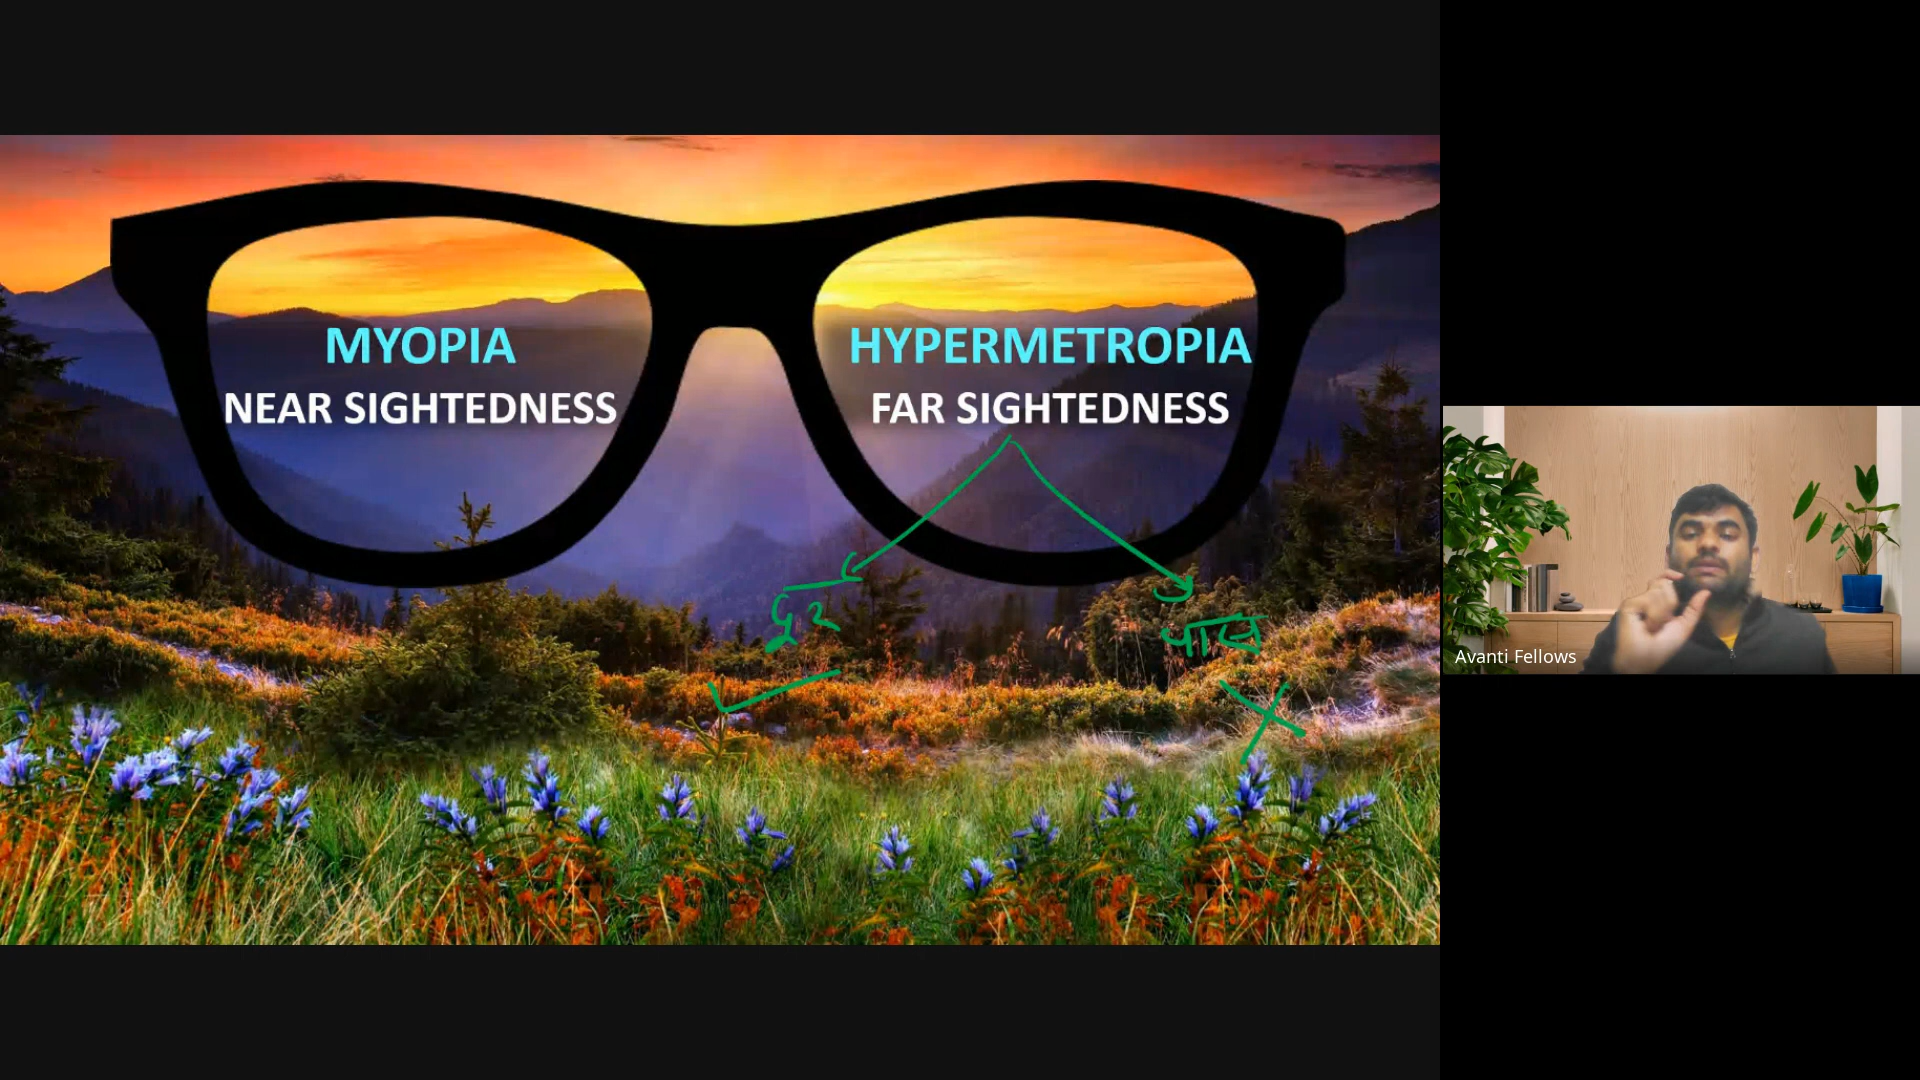 MYOPIA
NEAR SIGHTEDNESS
HYPERMETROPIA
FAR SIGHTEDNESS
दूर
पास
Avanti Fellows